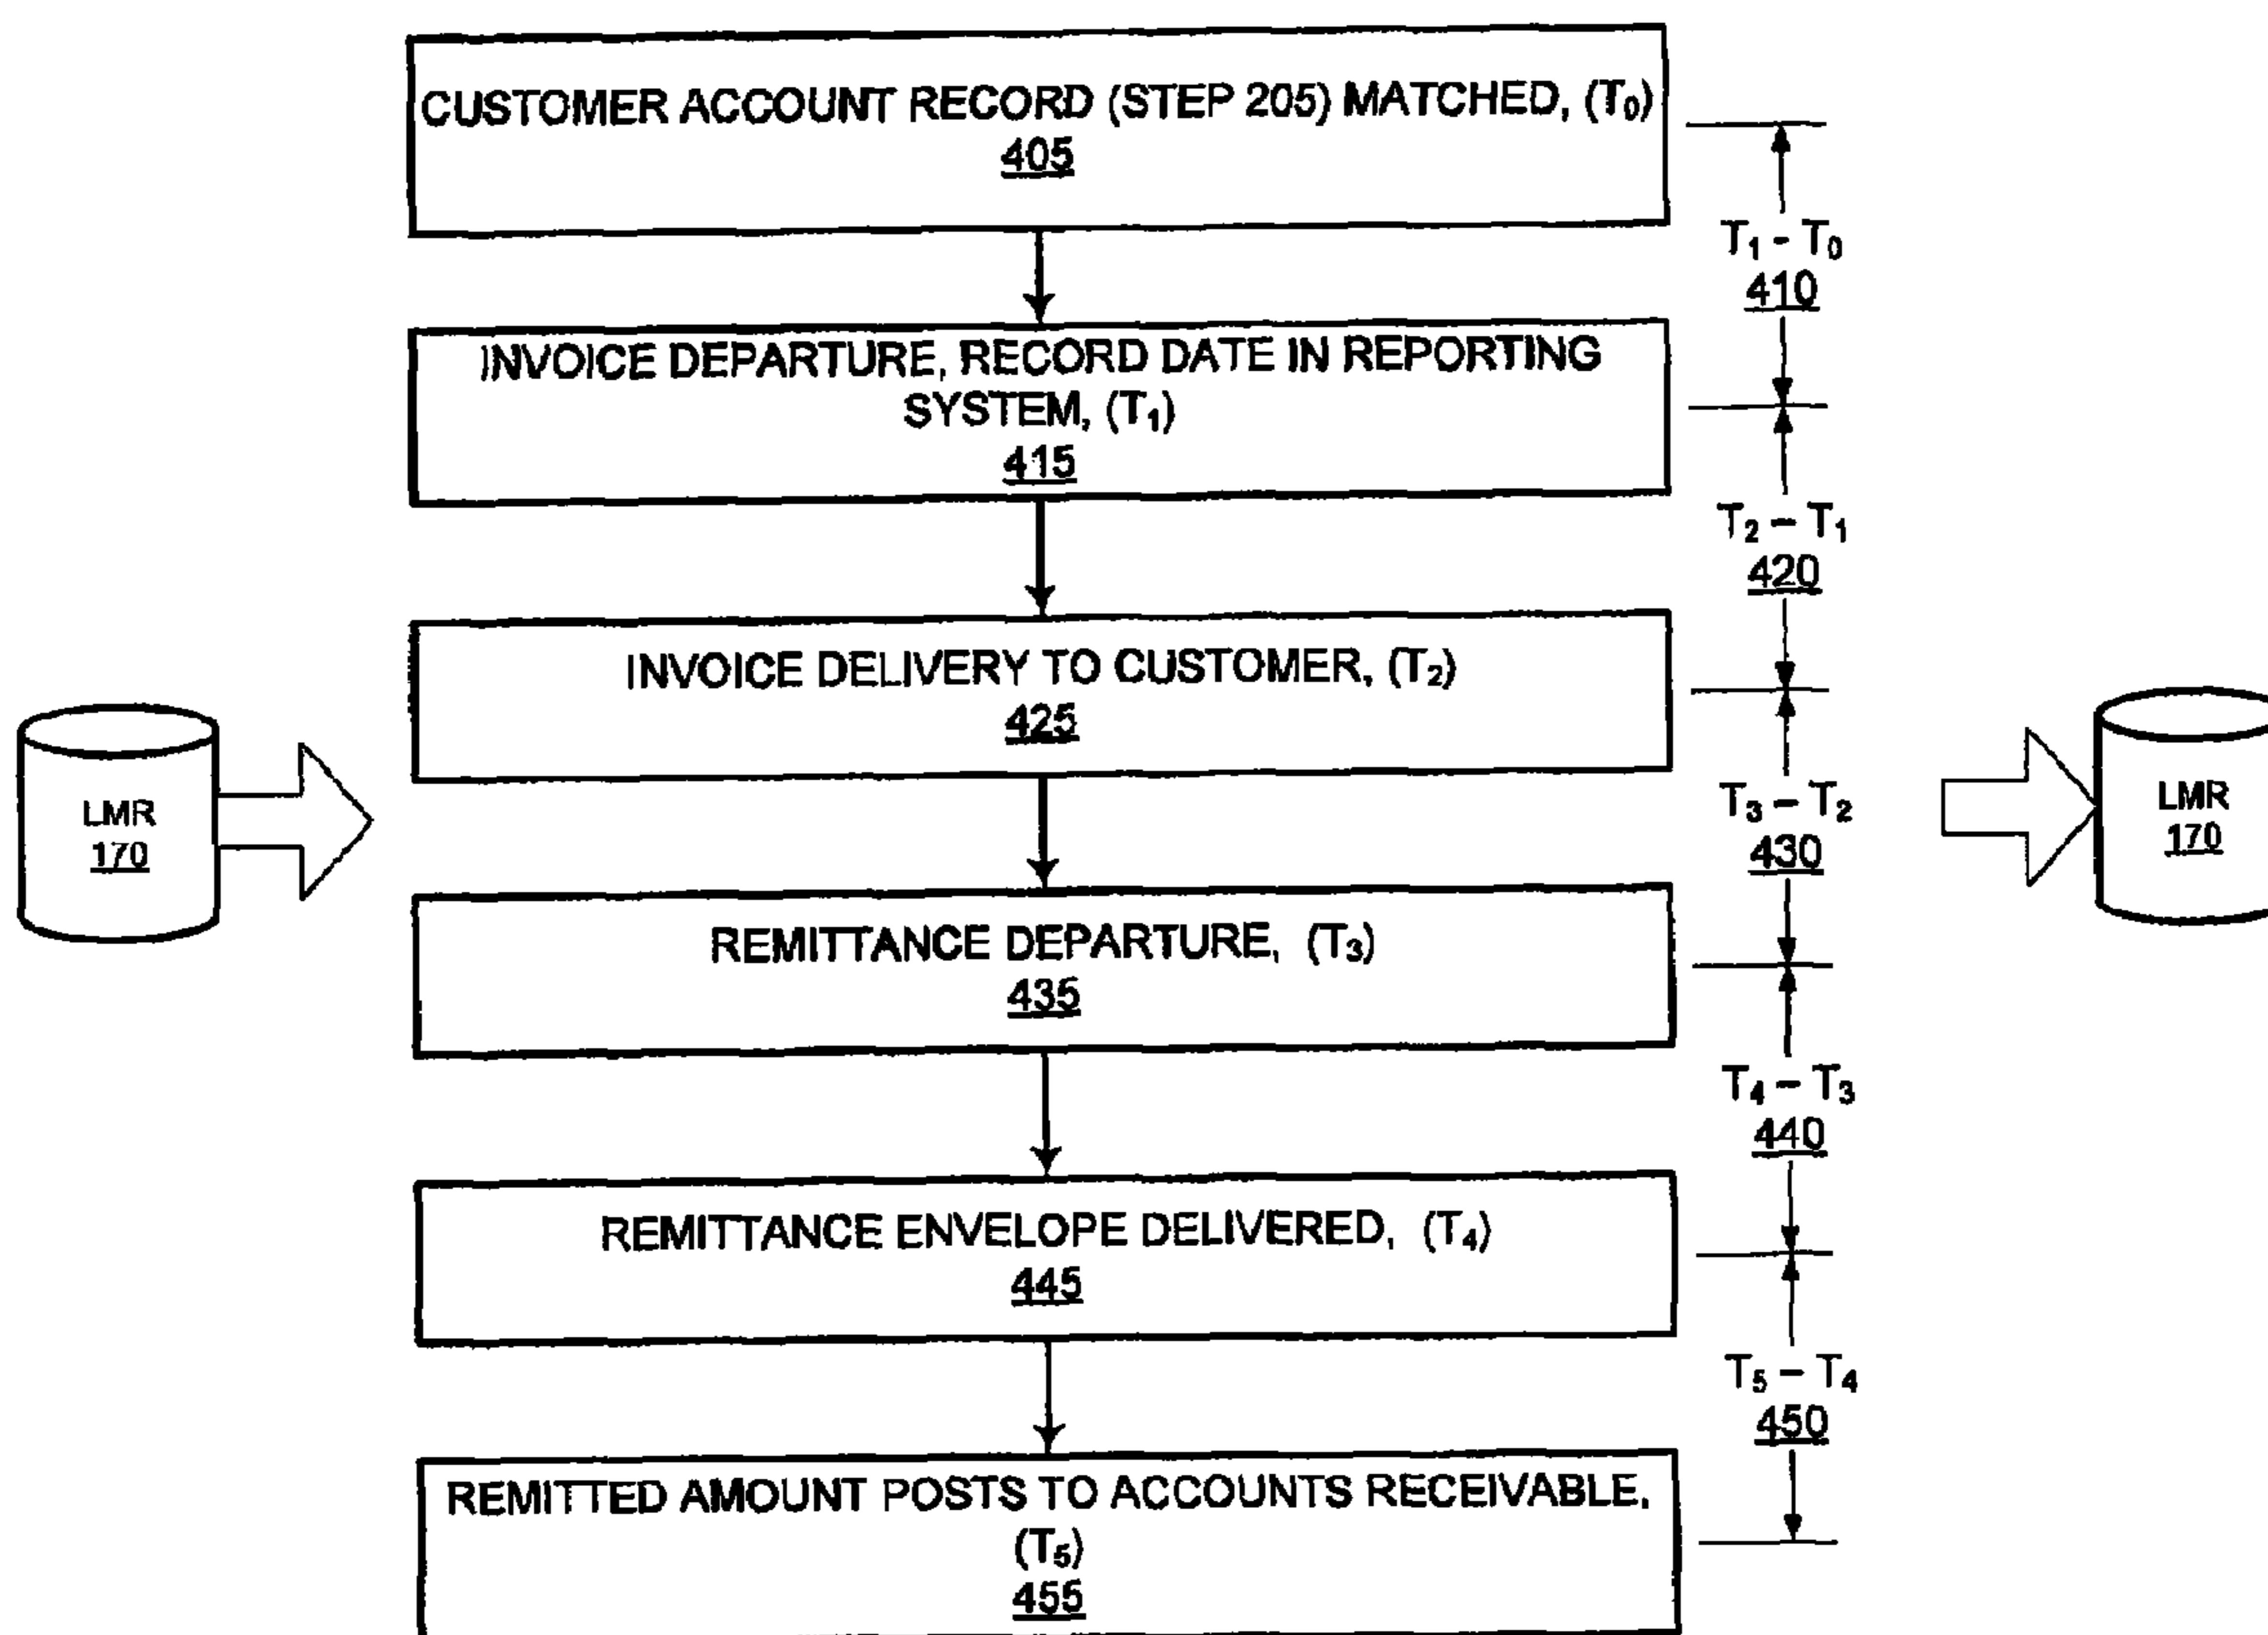 CUSTOMER ACCOUNT RECORD (STEP 205) MATCHED, (T₀)
405
T₁ - T₀
410
INVOICE DEPARTURE, RECORD DATE IN REPORTING
SYSTEM, (T₁)
415
T₂ – T₁
420
INVOICE DELIVERY TO CUSTOMER, (T₂)
425
LMR
170
T₃ – T₂
430
LMR
170
REMITTANCE DEPARTURE, (T₃)
435
T₄ – T₃
440
REMITTANCE ENVELOPE DELIVERED, (T₄)
445
T₅ – T₄
450
REMITTED AMOUNT POSTS TO ACCOUNTS RECEIVABLE,
(T₅)
455